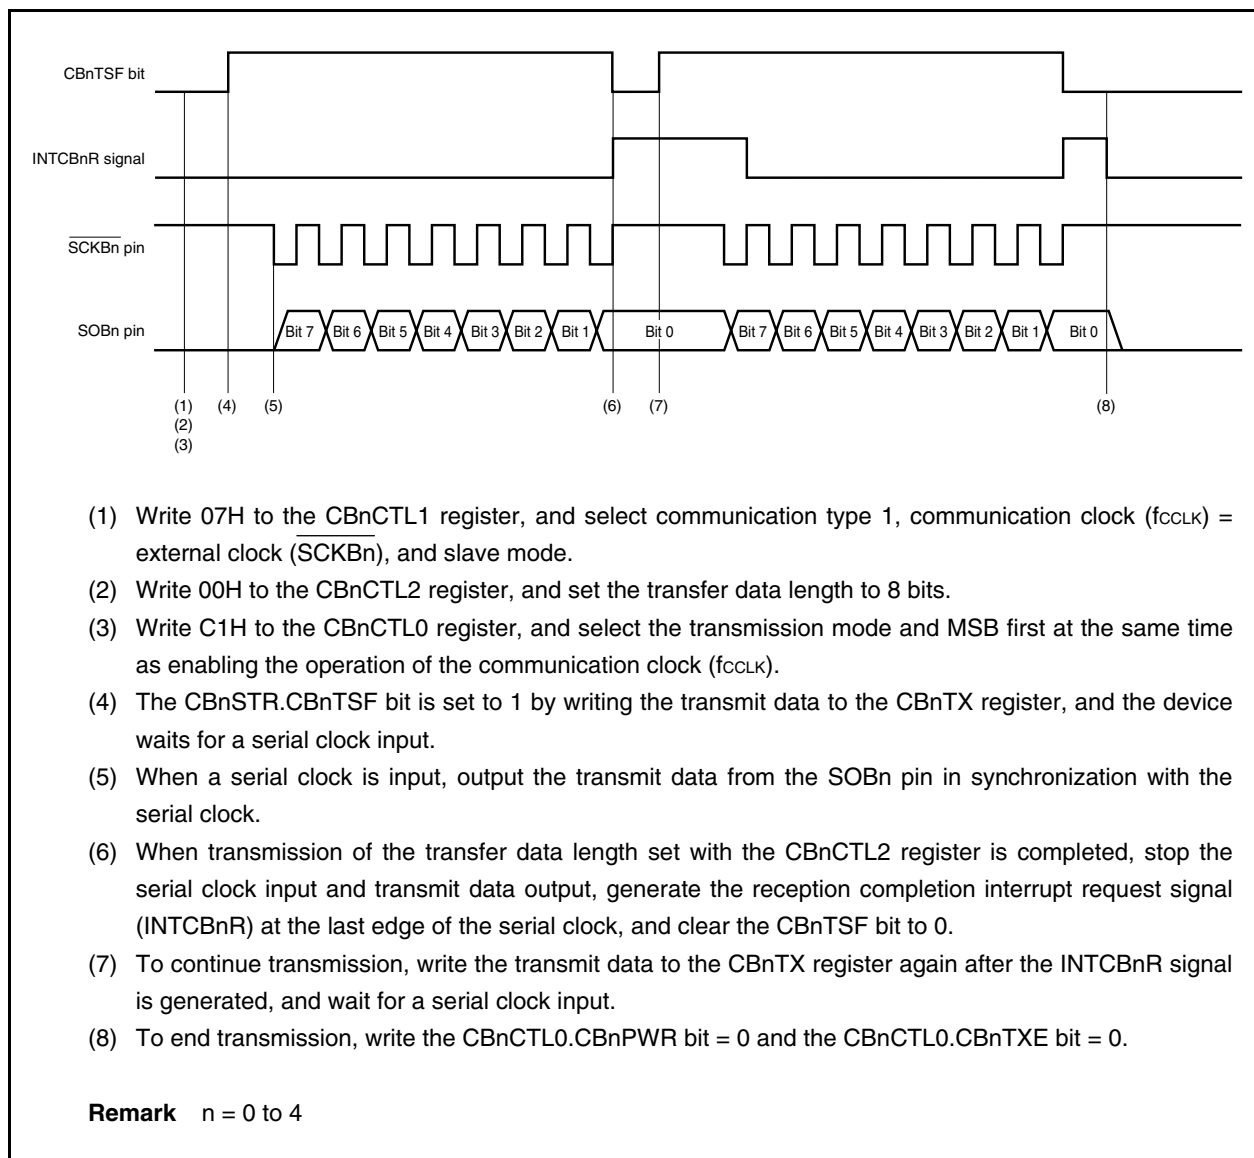 CBnTSF bit
INTCBnR signal
SCKBn pin
SOBn pin
Bit 7 Bit 6 Bit 5 Bit 4 Bit 3 Bit 2 Bit 1 Bit 0 Bit 7 Bit 6 Bit 5 Bit 4 Bit 3 Bit 2 Bit 1 Bit 0
(1) (4) (5) (6) (7) (8)
(2)
(3)
(1) Write 07H to the CBnCTL1 register, and select communication type 1, communication clock (fCCLK) =
external clock (SCKBn), and slave mode.
(2) Write 00H to the CBnCTL2 register, and set the transfer data length to 8 bits.
(3) Write C1H to the CBnCTL0 register, and select the transmission mode and MSB first at the same time
as enabling the operation of the communication clock (fCCLK).
(4) The CBnSTR.CBnTSF bit is set to 1 by writing the transmit data to the CBnTX register, and the device
waits for a serial clock input.
(5) When a serial clock is input, output the transmit data from the SOBn pin in synchronization with the
serial clock.
(6) When transmission of the transfer data length set with the CBnCTL2 register is completed, stop the
serial clock input and transmit data output, generate the reception completion interrupt request signal
(INTCBnR) at the last edge of the serial clock, and clear the CBnTSF bit to 0.
(7) To continue transmission, write the transmit data to the CBnTX register again after the INTCBnR signal
is generated, and wait for a serial clock input.
(8) To end transmission, write the CBnCTL0.CBnPWR bit = 0 and the CBnCTL0.CBnTXE bit = 0.
Remark n = 0 to 4